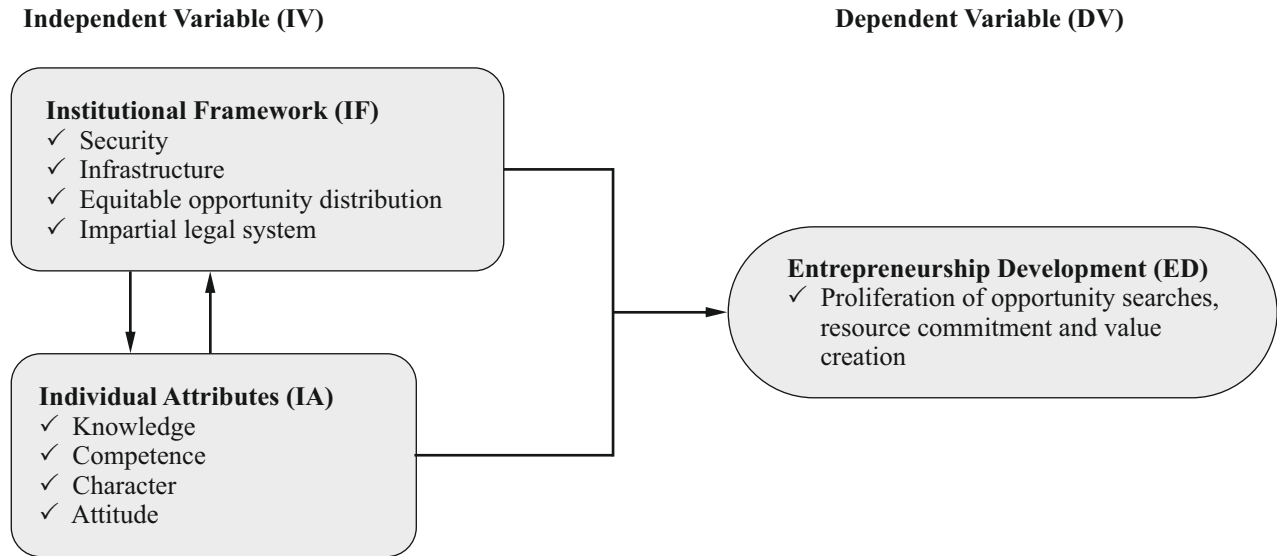 Independent Variable (IV)
Dependent Variable (DV)
Institutional Framework (IF)
✓ Security
✓ Infrastructure
✓ Equitable opportunity distribution
✓ Impartial legal system
Entrepreneurship Development (ED)
✓ Proliferation of opportunity searches,
resource commitment and value
creation
Individual Attributes (IA)
✓ Knowledge
✓ Competence
✓ Character
✓ Attitude